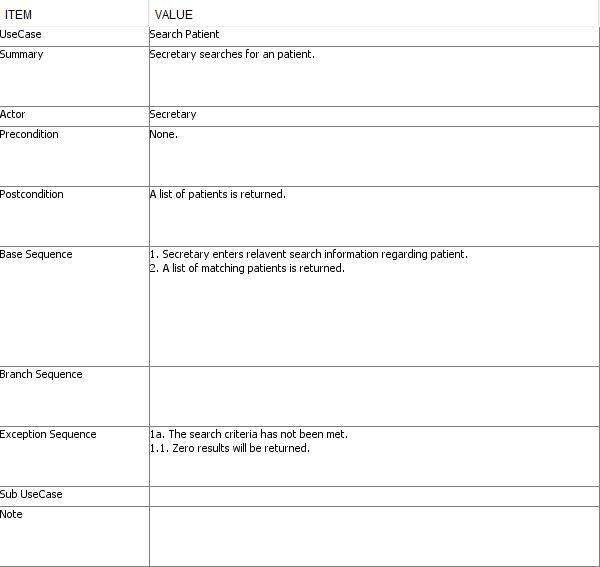 ITEM VALUE
UseCase Search Patient
Summary Secretary searches for an patient.
Actor Secretary
Precondition None.
Postcondition A list of patients is returned.
Base Sequence 1. Secretary enters relavent search information regarding patient.
2. A list of matching patients is returned.
Branch Sequence
Exception Sequence 1a. The search criteria has not been met.
1.1. Zero results will be returned.
Sub UseCase
Note